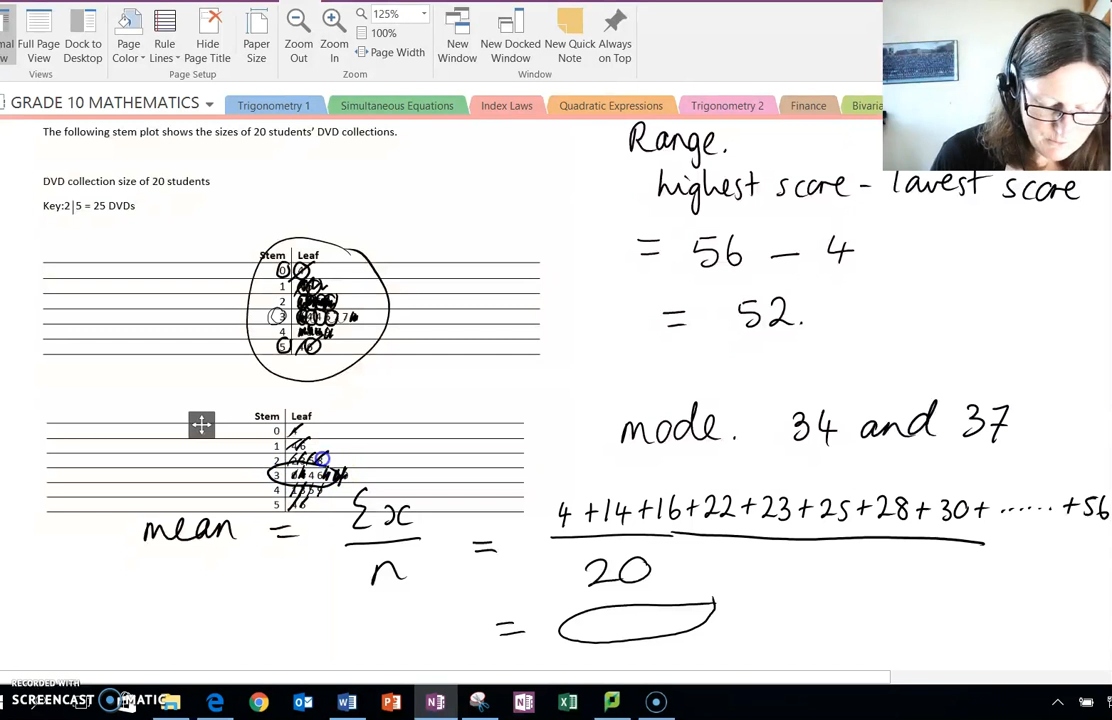 125%
Full Page View
Dock to Desktop
Page Color
Rule Lines
Hide Page Title
Paper Size
Zoom Out
Zoom In
100%
Page Width
New Window
New Docked Window
New Quick Note
Always on Top
Views
Page Setup
Zoom
Window
GRADE 10 MATHEMATICS
Trigonometry 1
Simultaneous Equations
Index Laws
Quadratic Expressions
Trigonometry 2
Finance
The following stem plot shows the sizes of 20 students' DVD collections.
DVD collection size of 20 students
Key:2|5 = 25 DVDs
Stem Leaf
0
1
2
3
4
5
Stem Leaf
0
1
2
3
4
5
Range.
highest score - lowest score
= 56 - 4
= 52.
mode. 34 and 37
mean = Σx / n = 4+14+16+22+23+25+28+30+......+56 / 20
=
RECORDED WITH
SCREENCAST MATIC